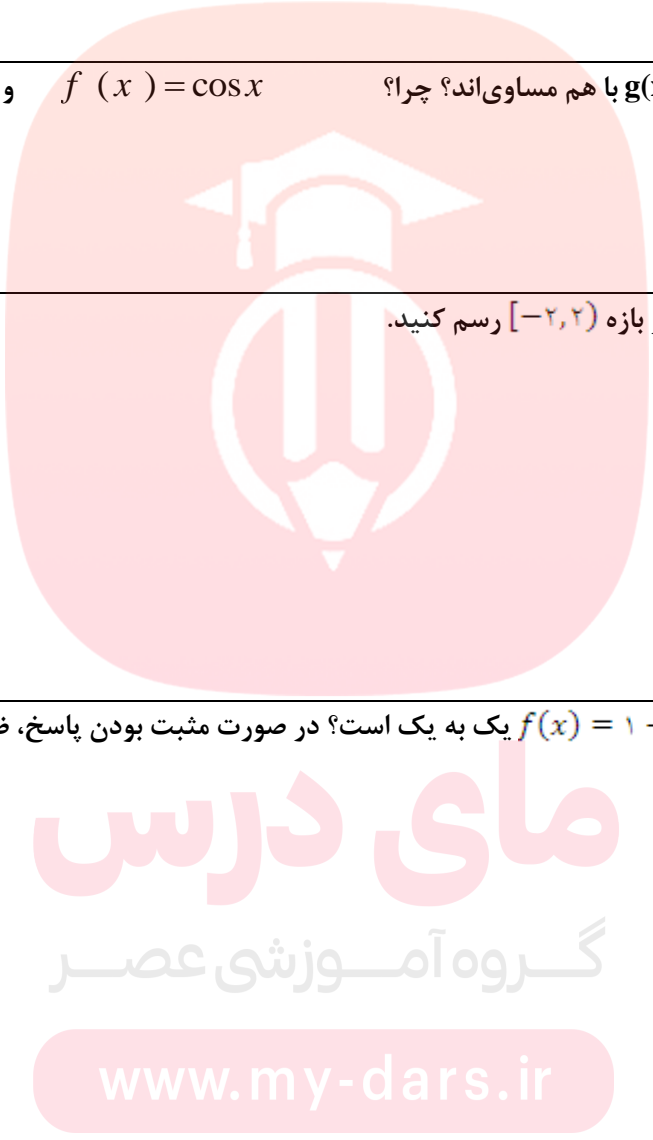 g( با هم مساوی‌اند؟ چرا؟ f ( x ) = cos x و
بازه [−۲,۲) رسم کنید.
f(x) = ۱ − یک به یک است؟ در صورت مثبت بودن پاسخ،
مای درس
گروه آموزشی عصر
www.my-dars.ir